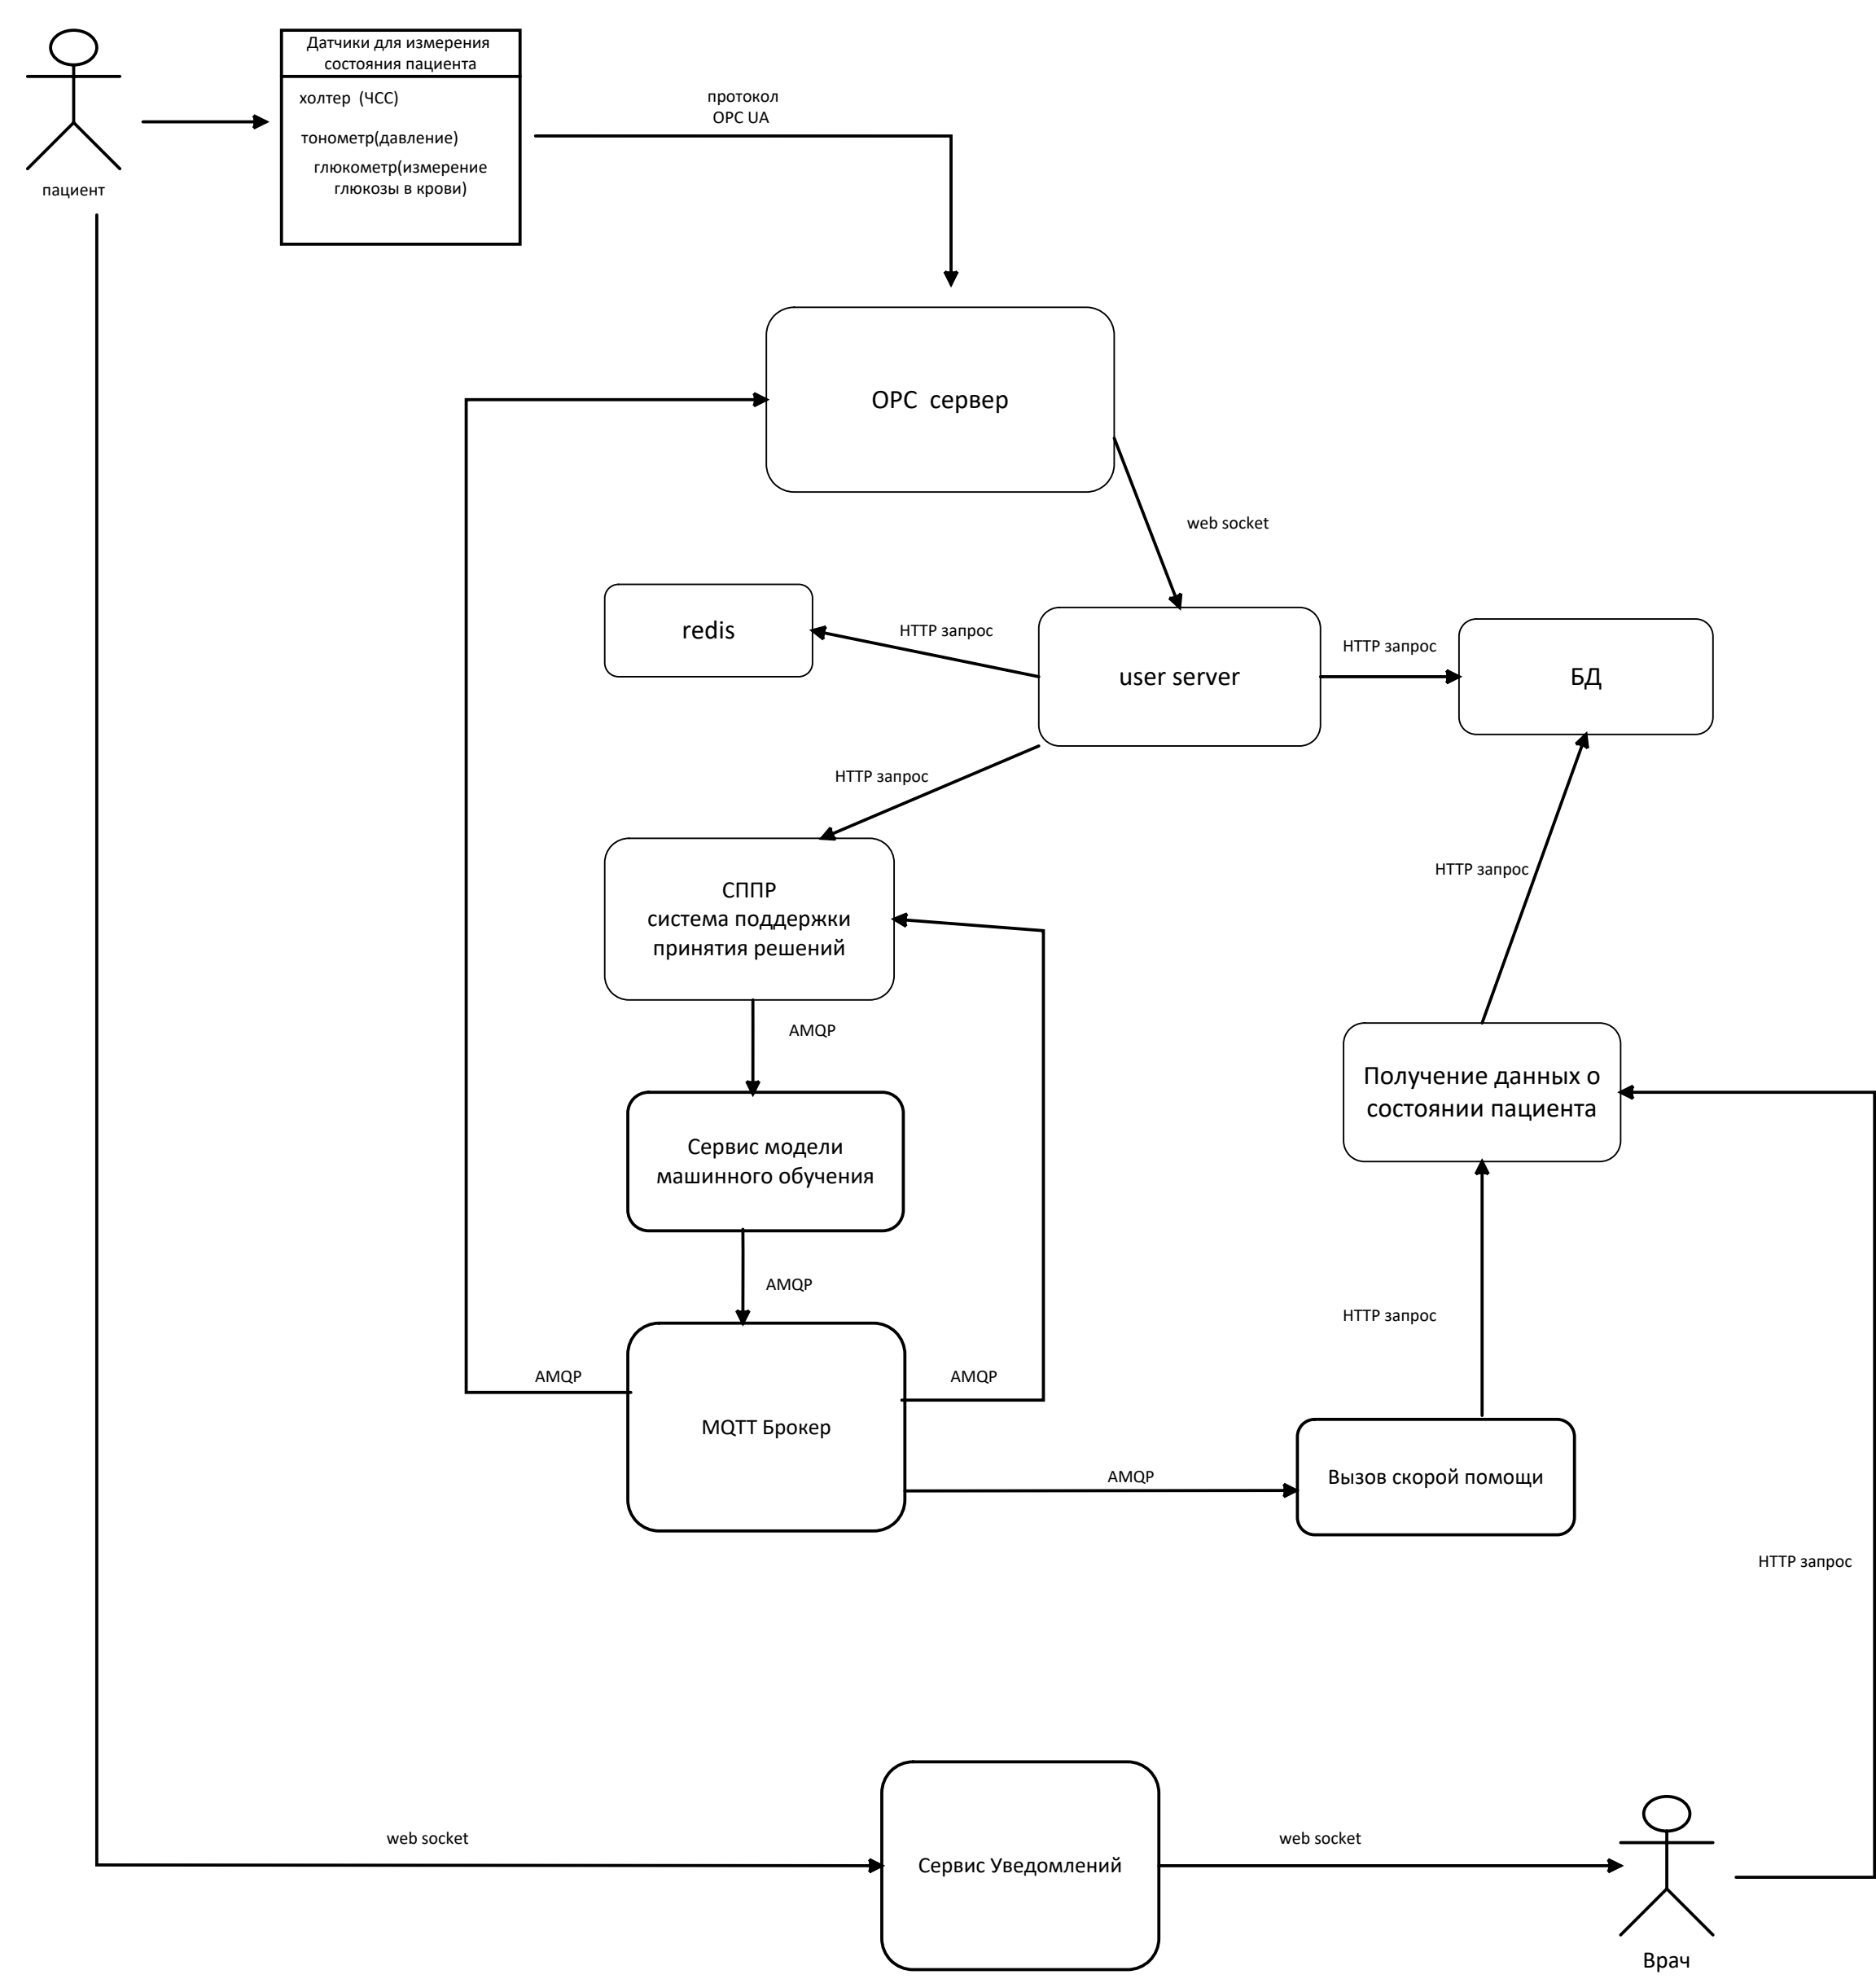 Датчики для измерения
состояния пациента
холтер (ЧСС)
тонометр(давление)
глюкометр(измерение
глюкозы в крови)
пациент
протокол
OPC UA
OPC сервер
web socket
redis
HTTP запрос
user server
HTTP запрос
БД
HTTP запрос
СППР
система поддержки
принятия решений
HTTP запрос
AMQP
Сервис модели
машинного обучения
Получение данных о
состоянии пациента
AMQP
HTTP запрос
AMQP
AMQP
MQTT Брокер
AMQP
Вызов скорой помощи
HTTP запрос
web socket
Сервис Уведомлений
web socket
Врач